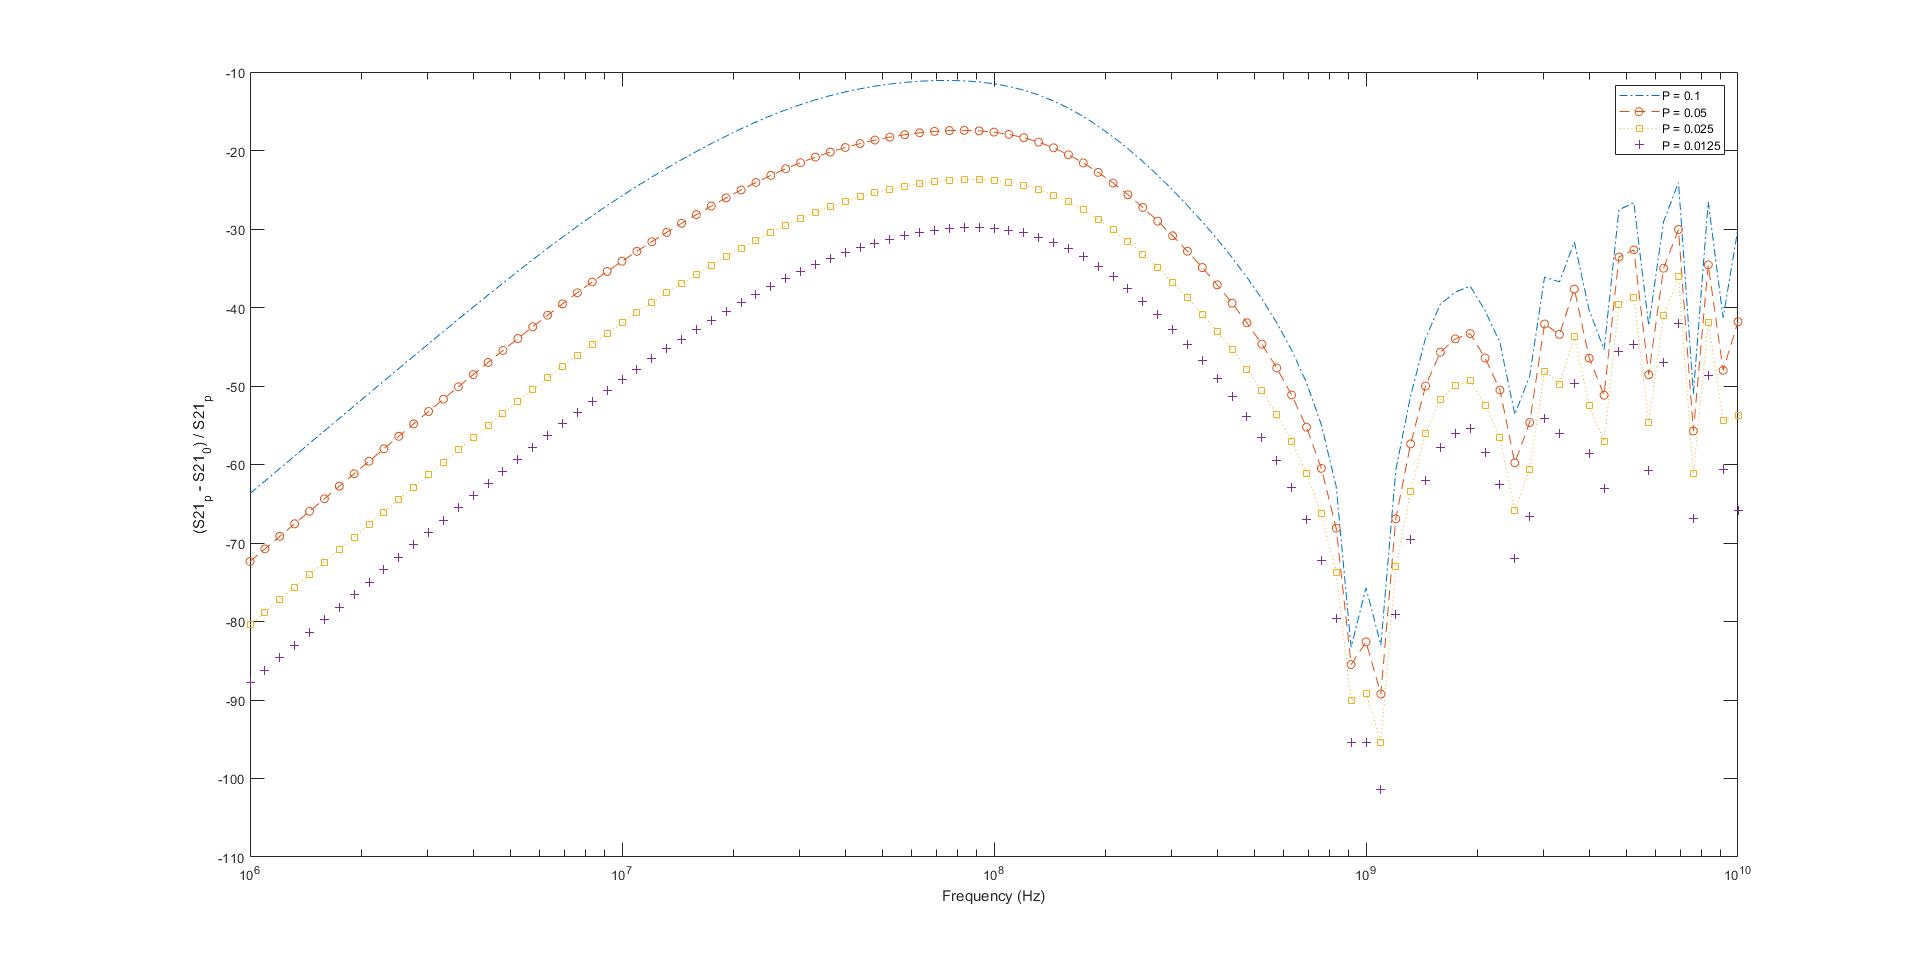 -10
-20
-30
-40
-50
-60
-70
-80
-90
-100
-110
(S21p - S210) / S21p
10^6
10^7
10^8
10^9
10^10
Frequency (Hz)
P = 0.1
P = 0.05
P = 0.025
P = 0.0125